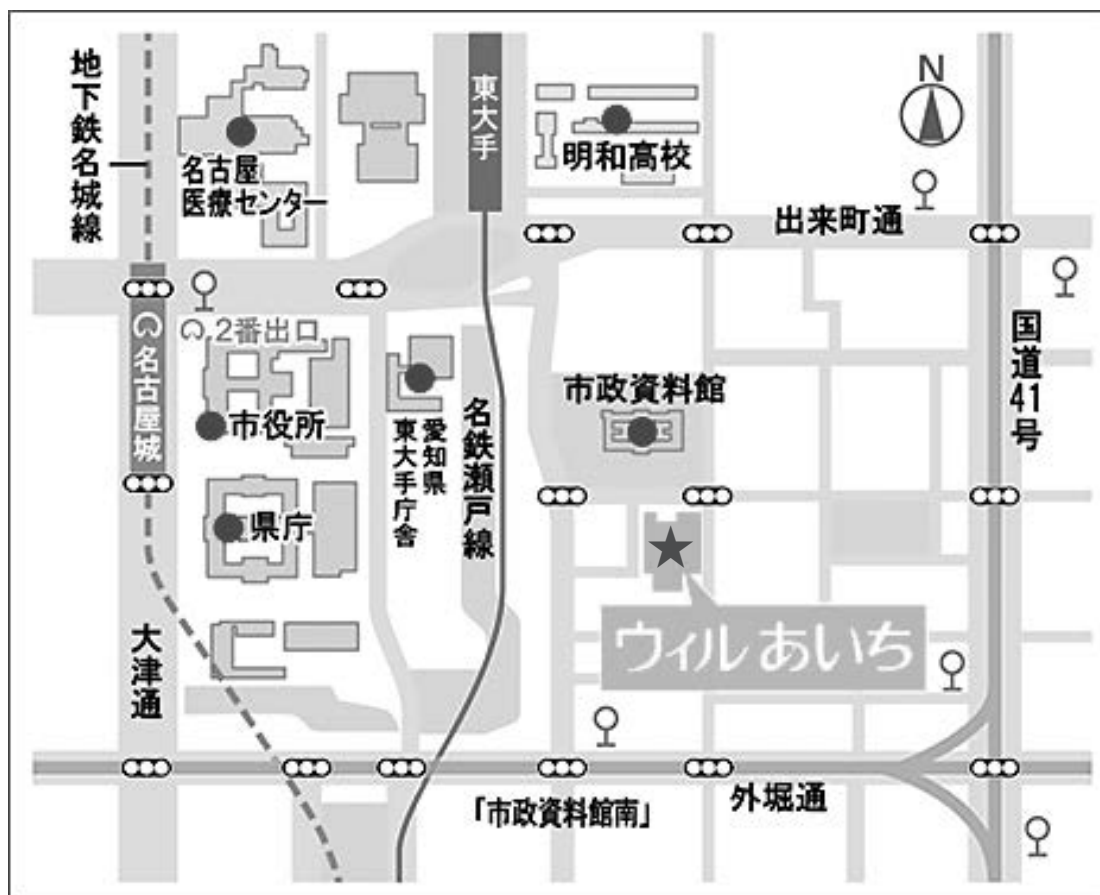 地下鉄名城線
名古屋
医療センター
東大手
明和高校
N
出来町通
2番出口
名古屋城
市役所
愛知県
東大手庁舎
名鉄瀬戸線
市政資料館
国道41号
県庁
ウィルあいち
大津通
「市政資料館南」
外堀通